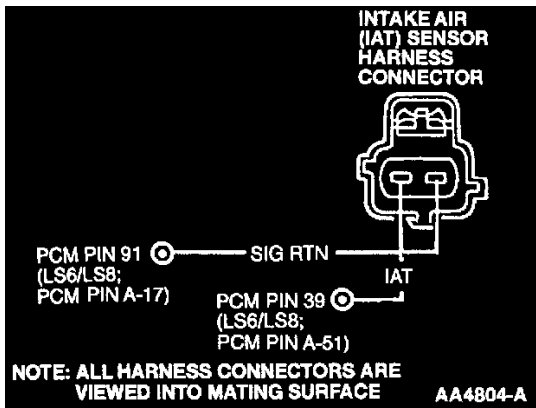 INTAKE AIR
(IAT) SENSOR
HARNESS
CONNECTOR
PCM PIN 91
(LS6/LS8;
PCM PIN A-17)
SIG RTN
IAT
PCM PIN 39
(LS6/LS8;
PCM PIN A-51)
NOTE: ALL HARNESS CONNECTORS ARE
VIEWED INTO MATING SURFACE
AA4804-A